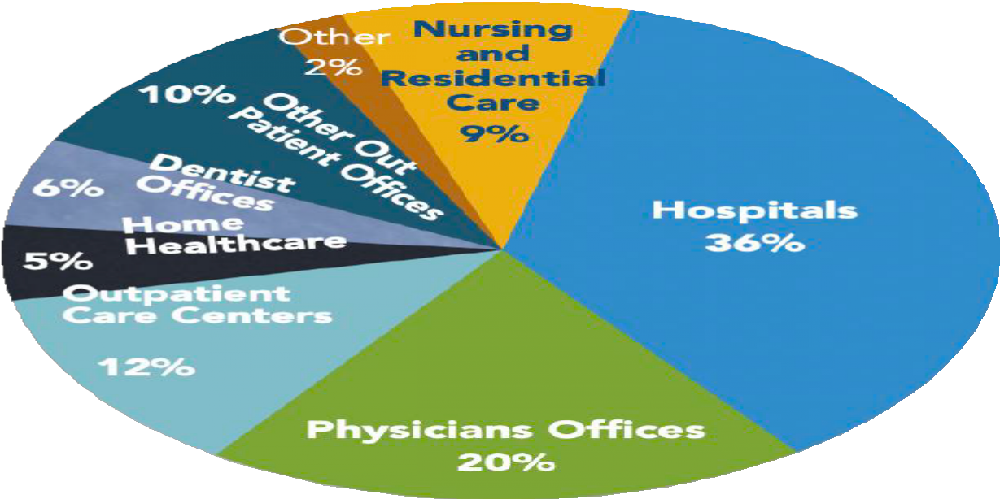 Nursing
and
Residential
Care
9%
Hospitals
36%
Physicians Offices
20%
Outpatient
Care Centers
12%
Home
Healthcare
5%
Dentist
Offices
6%
Other Out
Patient Offices
10%
Other
2%